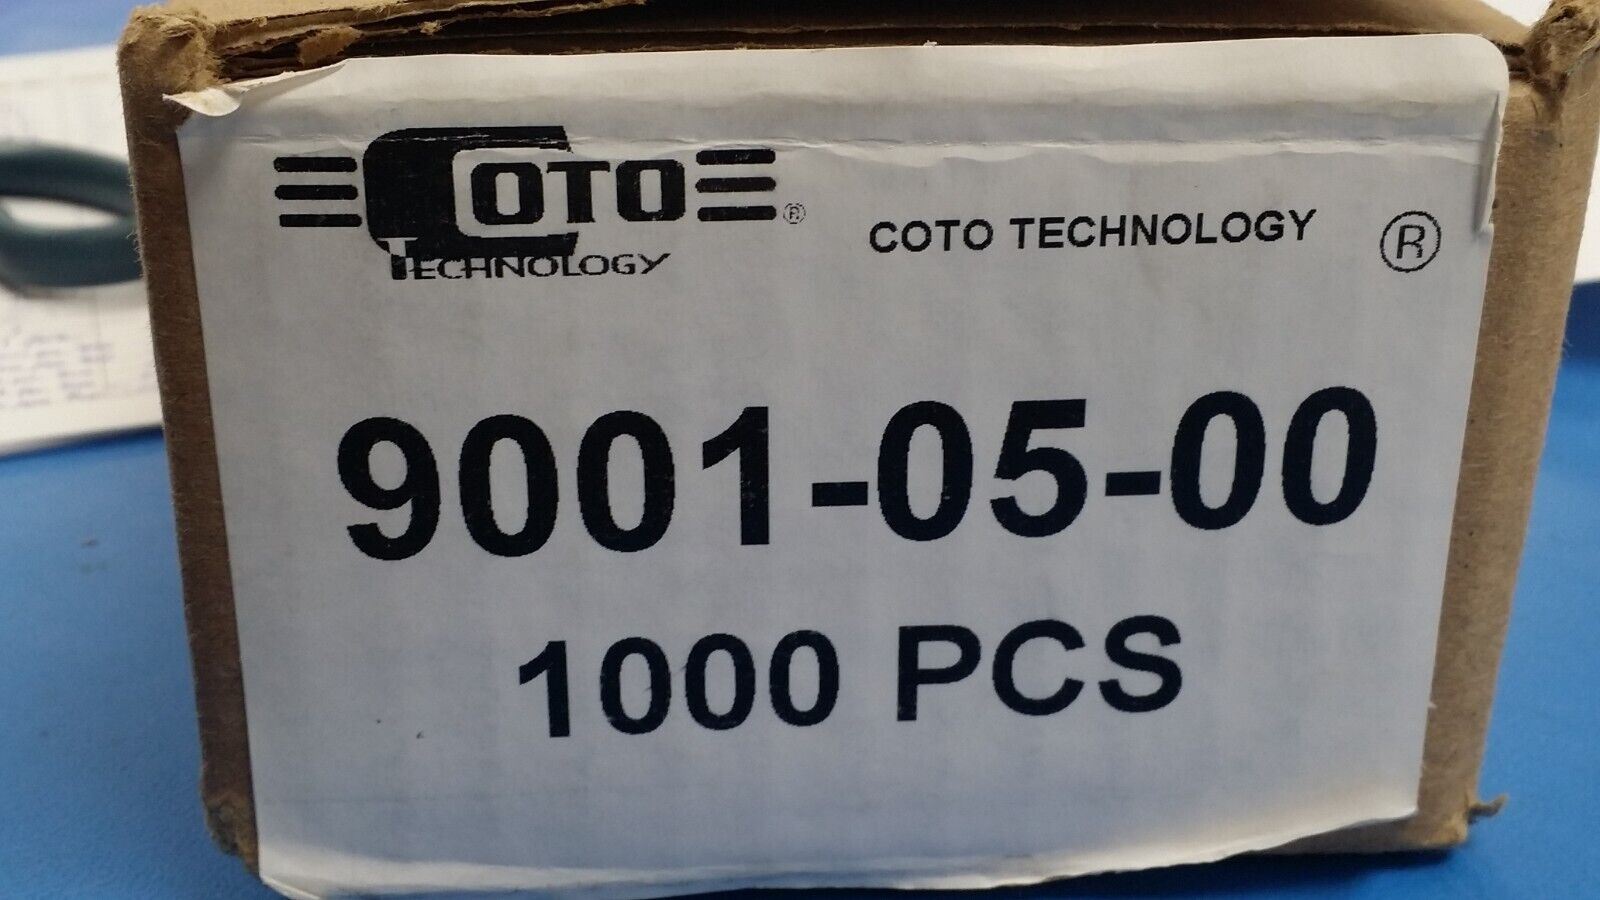 COTO ®
TECHNOLOGY
COTO TECHNOLOGY ®
9001-05-00
1000 PCS